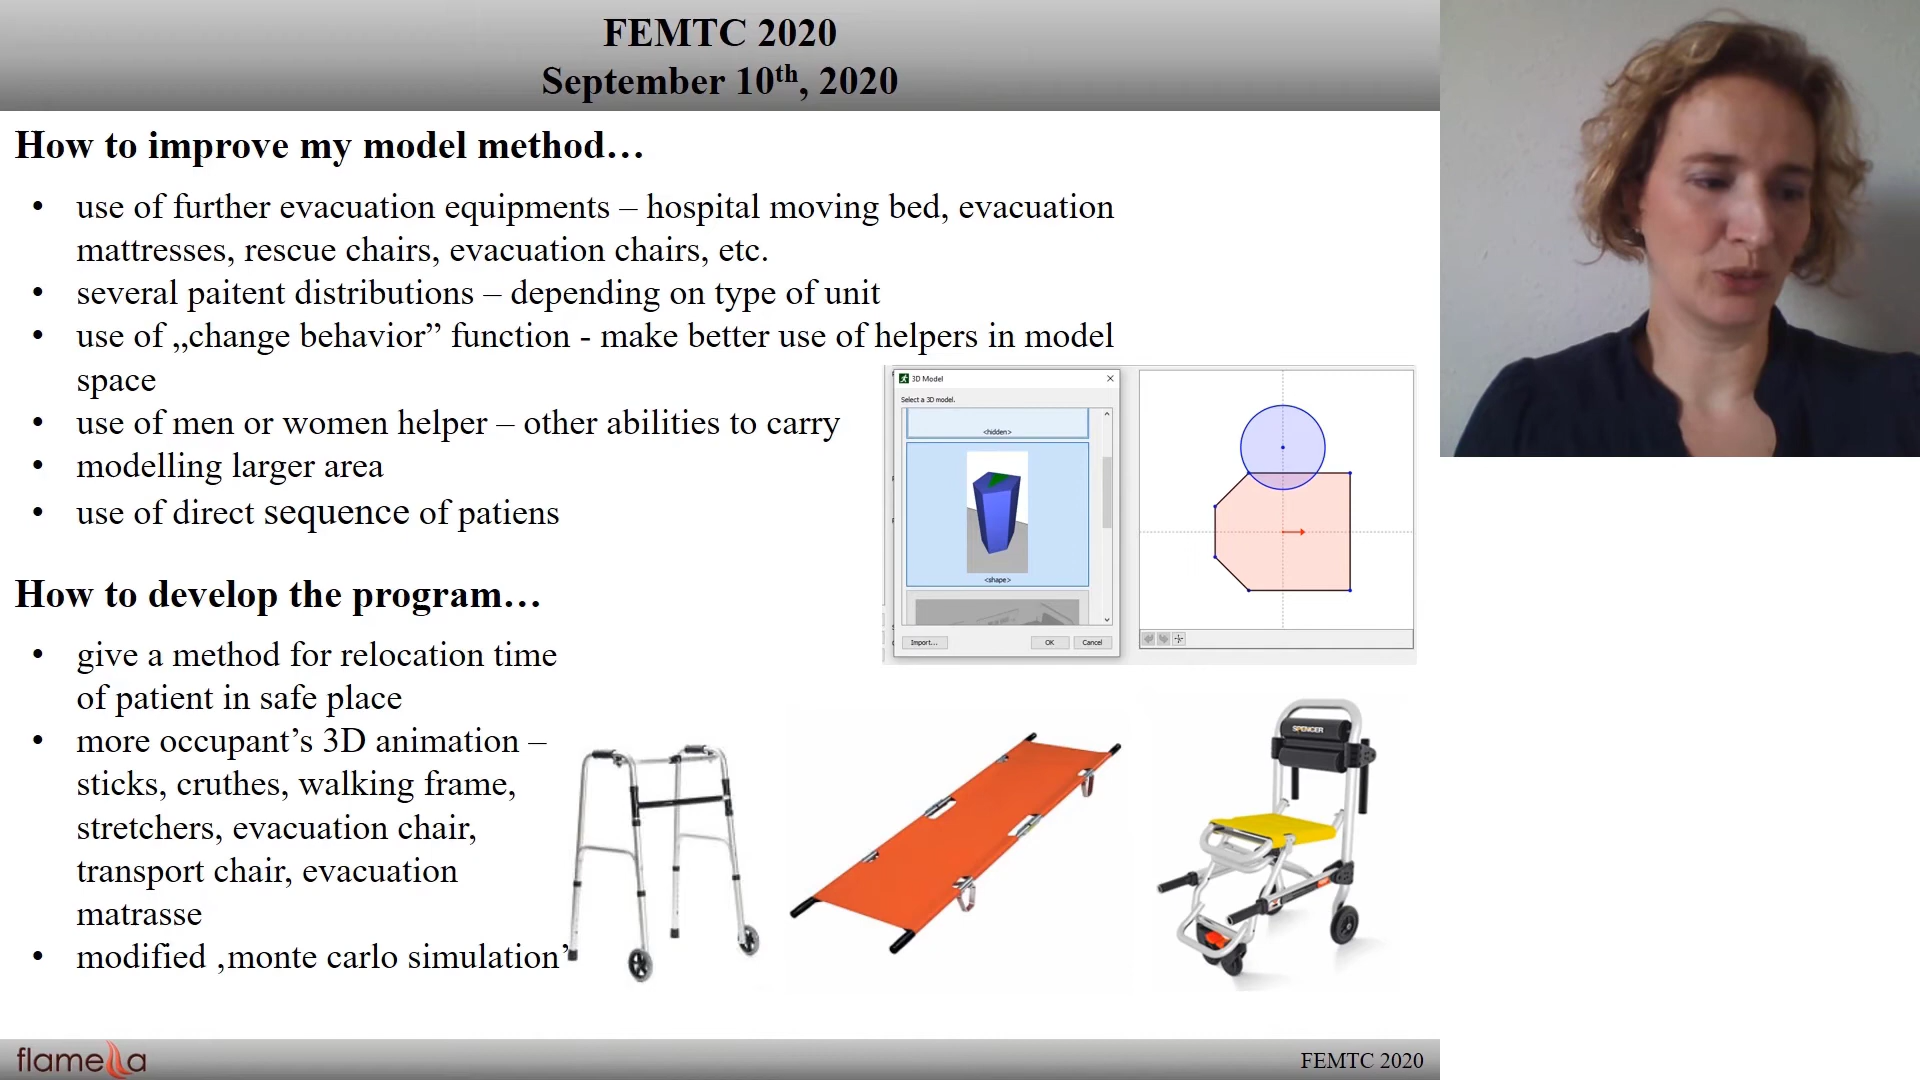 FEMTC 2020
September 10th, 2020
How to improve my model method…
• use of further evacuation equipments – hospital moving bed, evacuation
mattresses, rescue chairs, evacuation chairs, etc.
• several paitent distributions – depending on type of unit
• use of „change behavior” function - make better use of helpers in model
space
• use of men or women helper – other abilities to carry
• modelling larger area
• use of direct sequence of patiens
3D Model
Select a 3D model.
<hidden>
<shape>
Import...
OK
Cancel
How to develop the program…
• give a method for relocation time
of patient in safe place
• more occupant’s 3D animation –
sticks, cruthes, walking frame,
stretchers, evacuation chair,
transport chair, evacuation
matrasse
• modified ‚monte carlo simulation’
SPENCER
flamella
FEMTC 2020